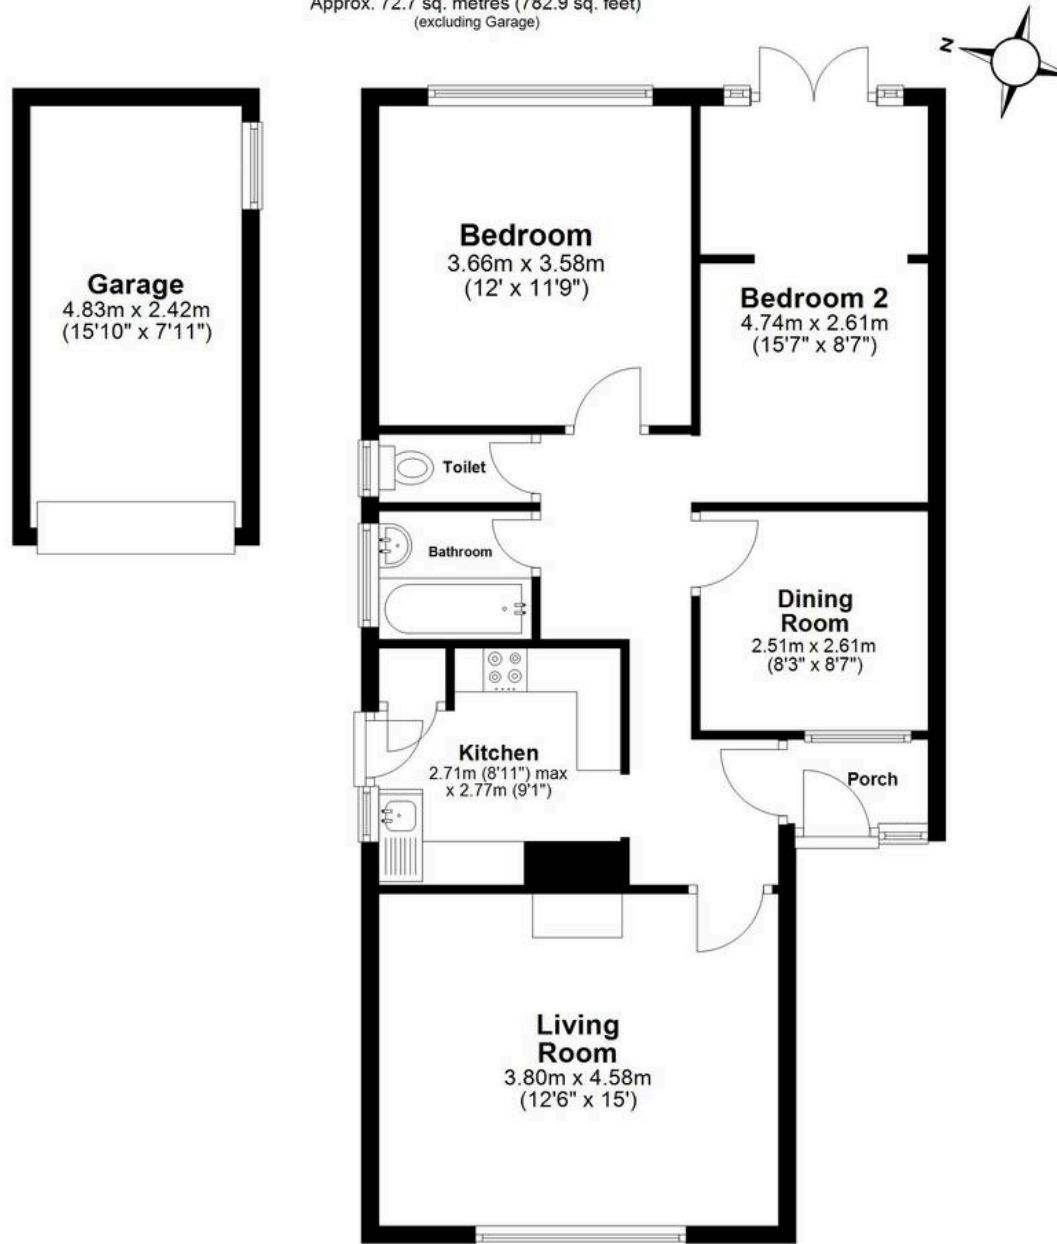 Approx. 72.7 sq. metres (782.9 sq. feet)
(excluding Garage)
N
Garage
4.83m x 2.42m
(15'10" x 7'11")
Bedroom
3.66m x 3.58m
(12' x 11'9")
Bedroom 2
4.74m x 2.61m
(15'7" x 8'7")
Toilet
Bathroom
Dining
Room
2.51m x 2.61m
(8'3" x 8'7")
Kitchen
2.71m (8'11") max
x 2.77m (9'1")
Porch
Living
Room
3.80m x 4.58m
(12'6" x 15')